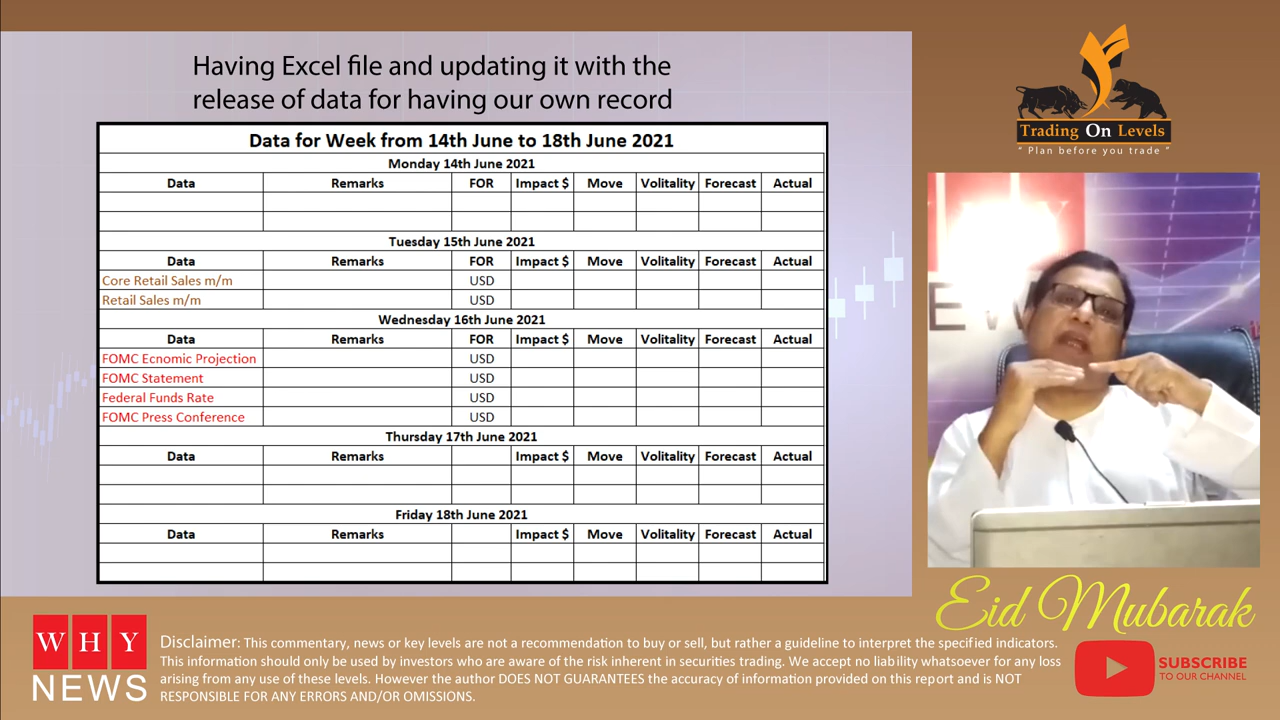 Having Excel file and updating it with the
release of data for having our own record
Data for Week from 14th June to 18th June 2021
Monday 14th June 2021
Data Remarks FOR Impact $ Move Volitality Forecast Actual
Tuesday 15th June 2021
Data Remarks FOR Impact $ Move Volitality Forecast Actual
Core Retail Sales m/m USD
Retail Sales m/m USD
Wednesday 16th June 2021
Data Remarks FOR Impact $ Move Volitality Forecast Actual
FOMC Ecnomic Projection USD
FOMC Statement USD
Federal Funds Rate USD
FOMC Press Conference USD
Thursday 17th June 2021
Data Remarks Impact $ Move Volitality Forecast Actual
Friday 18th June 2021
Data Remarks Impact $ Move Volitality Forecast Actual
Trading On Levels
" Plan before you trade "
Eid Mubarak
WHY
NEWS
Disclaimer: This commentary, news or key levels are not a recommendation to buy or sell, but rather a guideline to interpret the specified indicators.
This information should only be used by investors who are aware of the risk inherent in securities trading. We accept no liability whatsoever for any loss
arising from any use of these levels. However the author DOES NOT GUARANTEES the accuracy of information provided on this report and is NOT
RESPONSIBLE FOR ANY ERRORS AND/OR OMISSIONS.
SUBSCRIBE
TO OUR CHANNEL